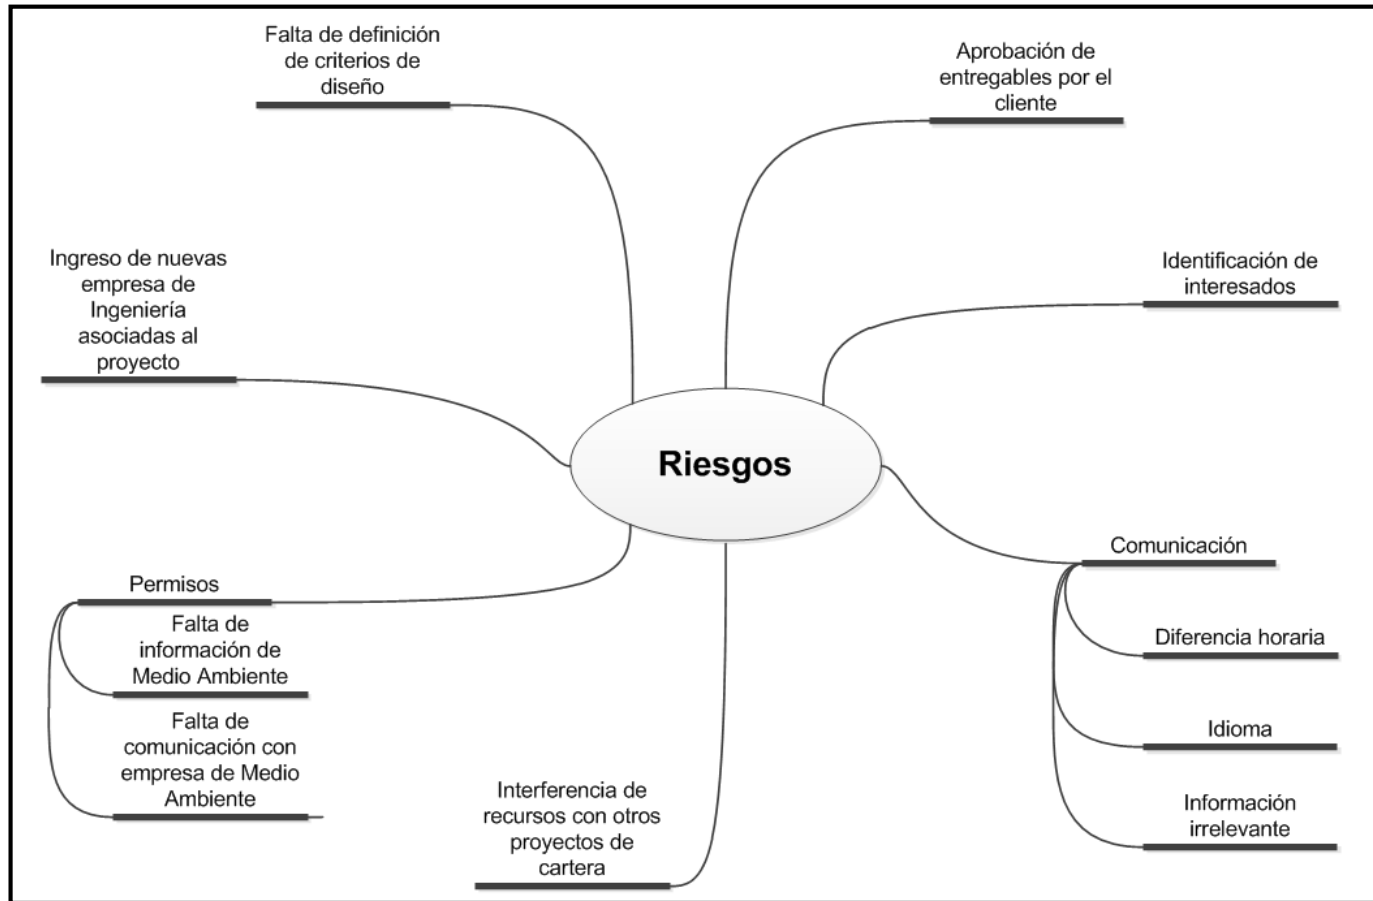 Falta de definición
de criterios de
diseño
Aprobación de
entregables por el
cliente
Ingreso de nuevas
empresa de
Ingeniería
asociadas al
proyecto
Identificación de
interesados
Riesgos
Permisos
Falta de
información de
Medio Ambiente
Falta de
comunicación con
empresa de Medio
Ambiente
Interferencia de
recursos con otros
proyectos de
cartera
Comunicación
Diferencia horaria
Idioma
Información
irrelevante